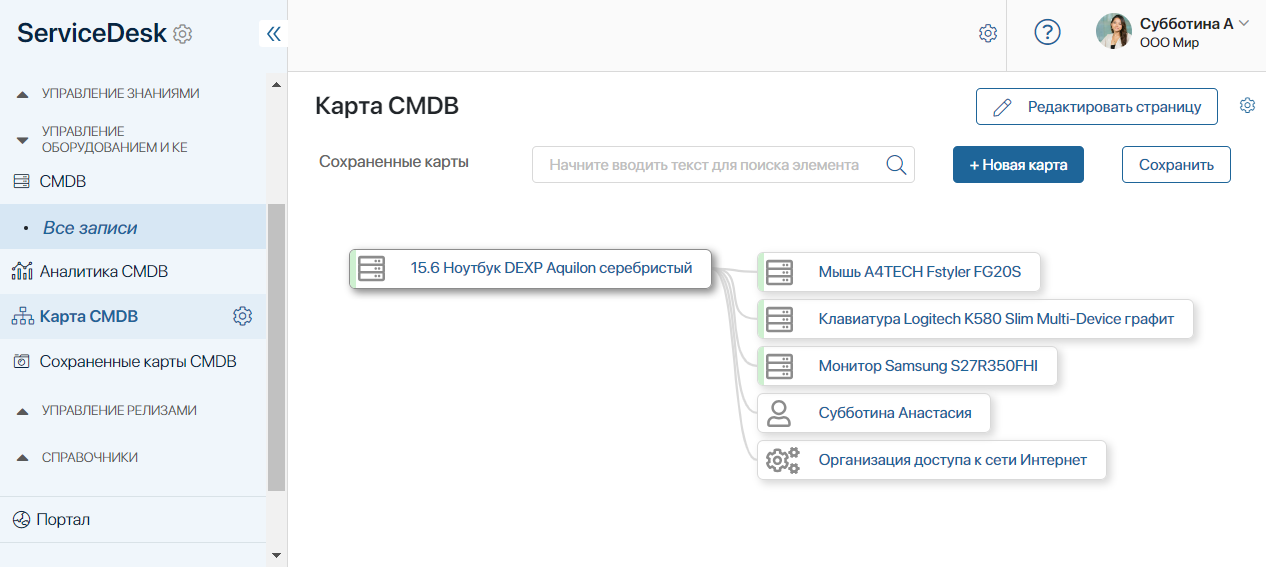 ServiceDesk
Субботина А
ООО Мир
УПРАВЛЕНИЕ ЗНАНИЯМИ
УПРАВЛЕНИЕ
ОБОРУДОВАНИЕМ И КЕ
CMDB
Все записи
Аналитика CMDB
Карта CMDB
Сохраненные карты CMDB
УПРАВЛЕНИЕ РЕЛИЗАМИ
СПРАВОЧНИКИ
Портал
Карта CMDB
Редактировать страницу
Сохраненные карты
Начните вводить текст для поиска элемента
+ Новая карта
Сохранить
15.6 Ноутбук DEXP Aquilon серебристый
Мышь A4TECH Fstyler FG20S
Клавиатура Logitech K580 Slim Multi-Device графит
Монитор Samsung S27R350FHI
Субботина Анастасия
Организация доступа к сети Интернет